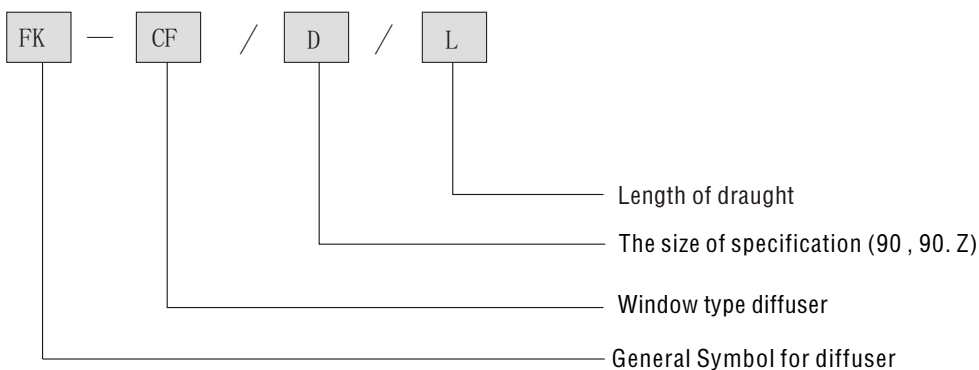 FK — CF / D / L
Length of draught
The size of specification (90 , 90. Z)
Window type diffuser
General Symbol for diffuser